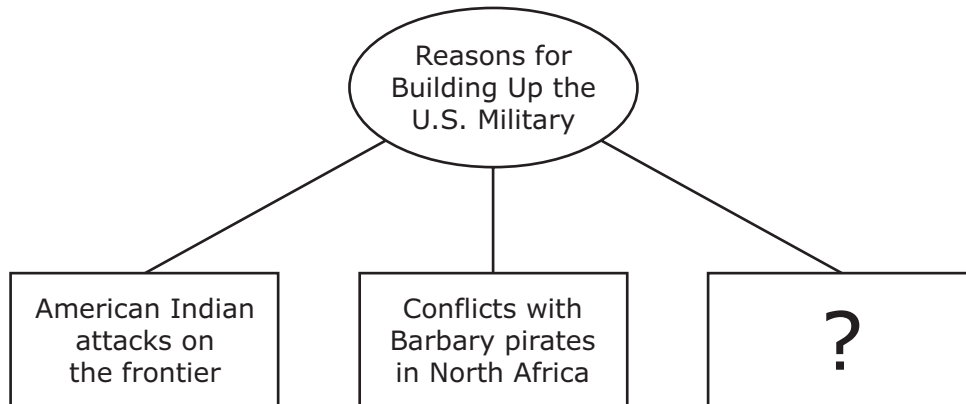 Reasons for
Building Up the
U.S. Military
American Indian
attacks on
the frontier
Conflicts with
Barbary pirates
in North Africa
?